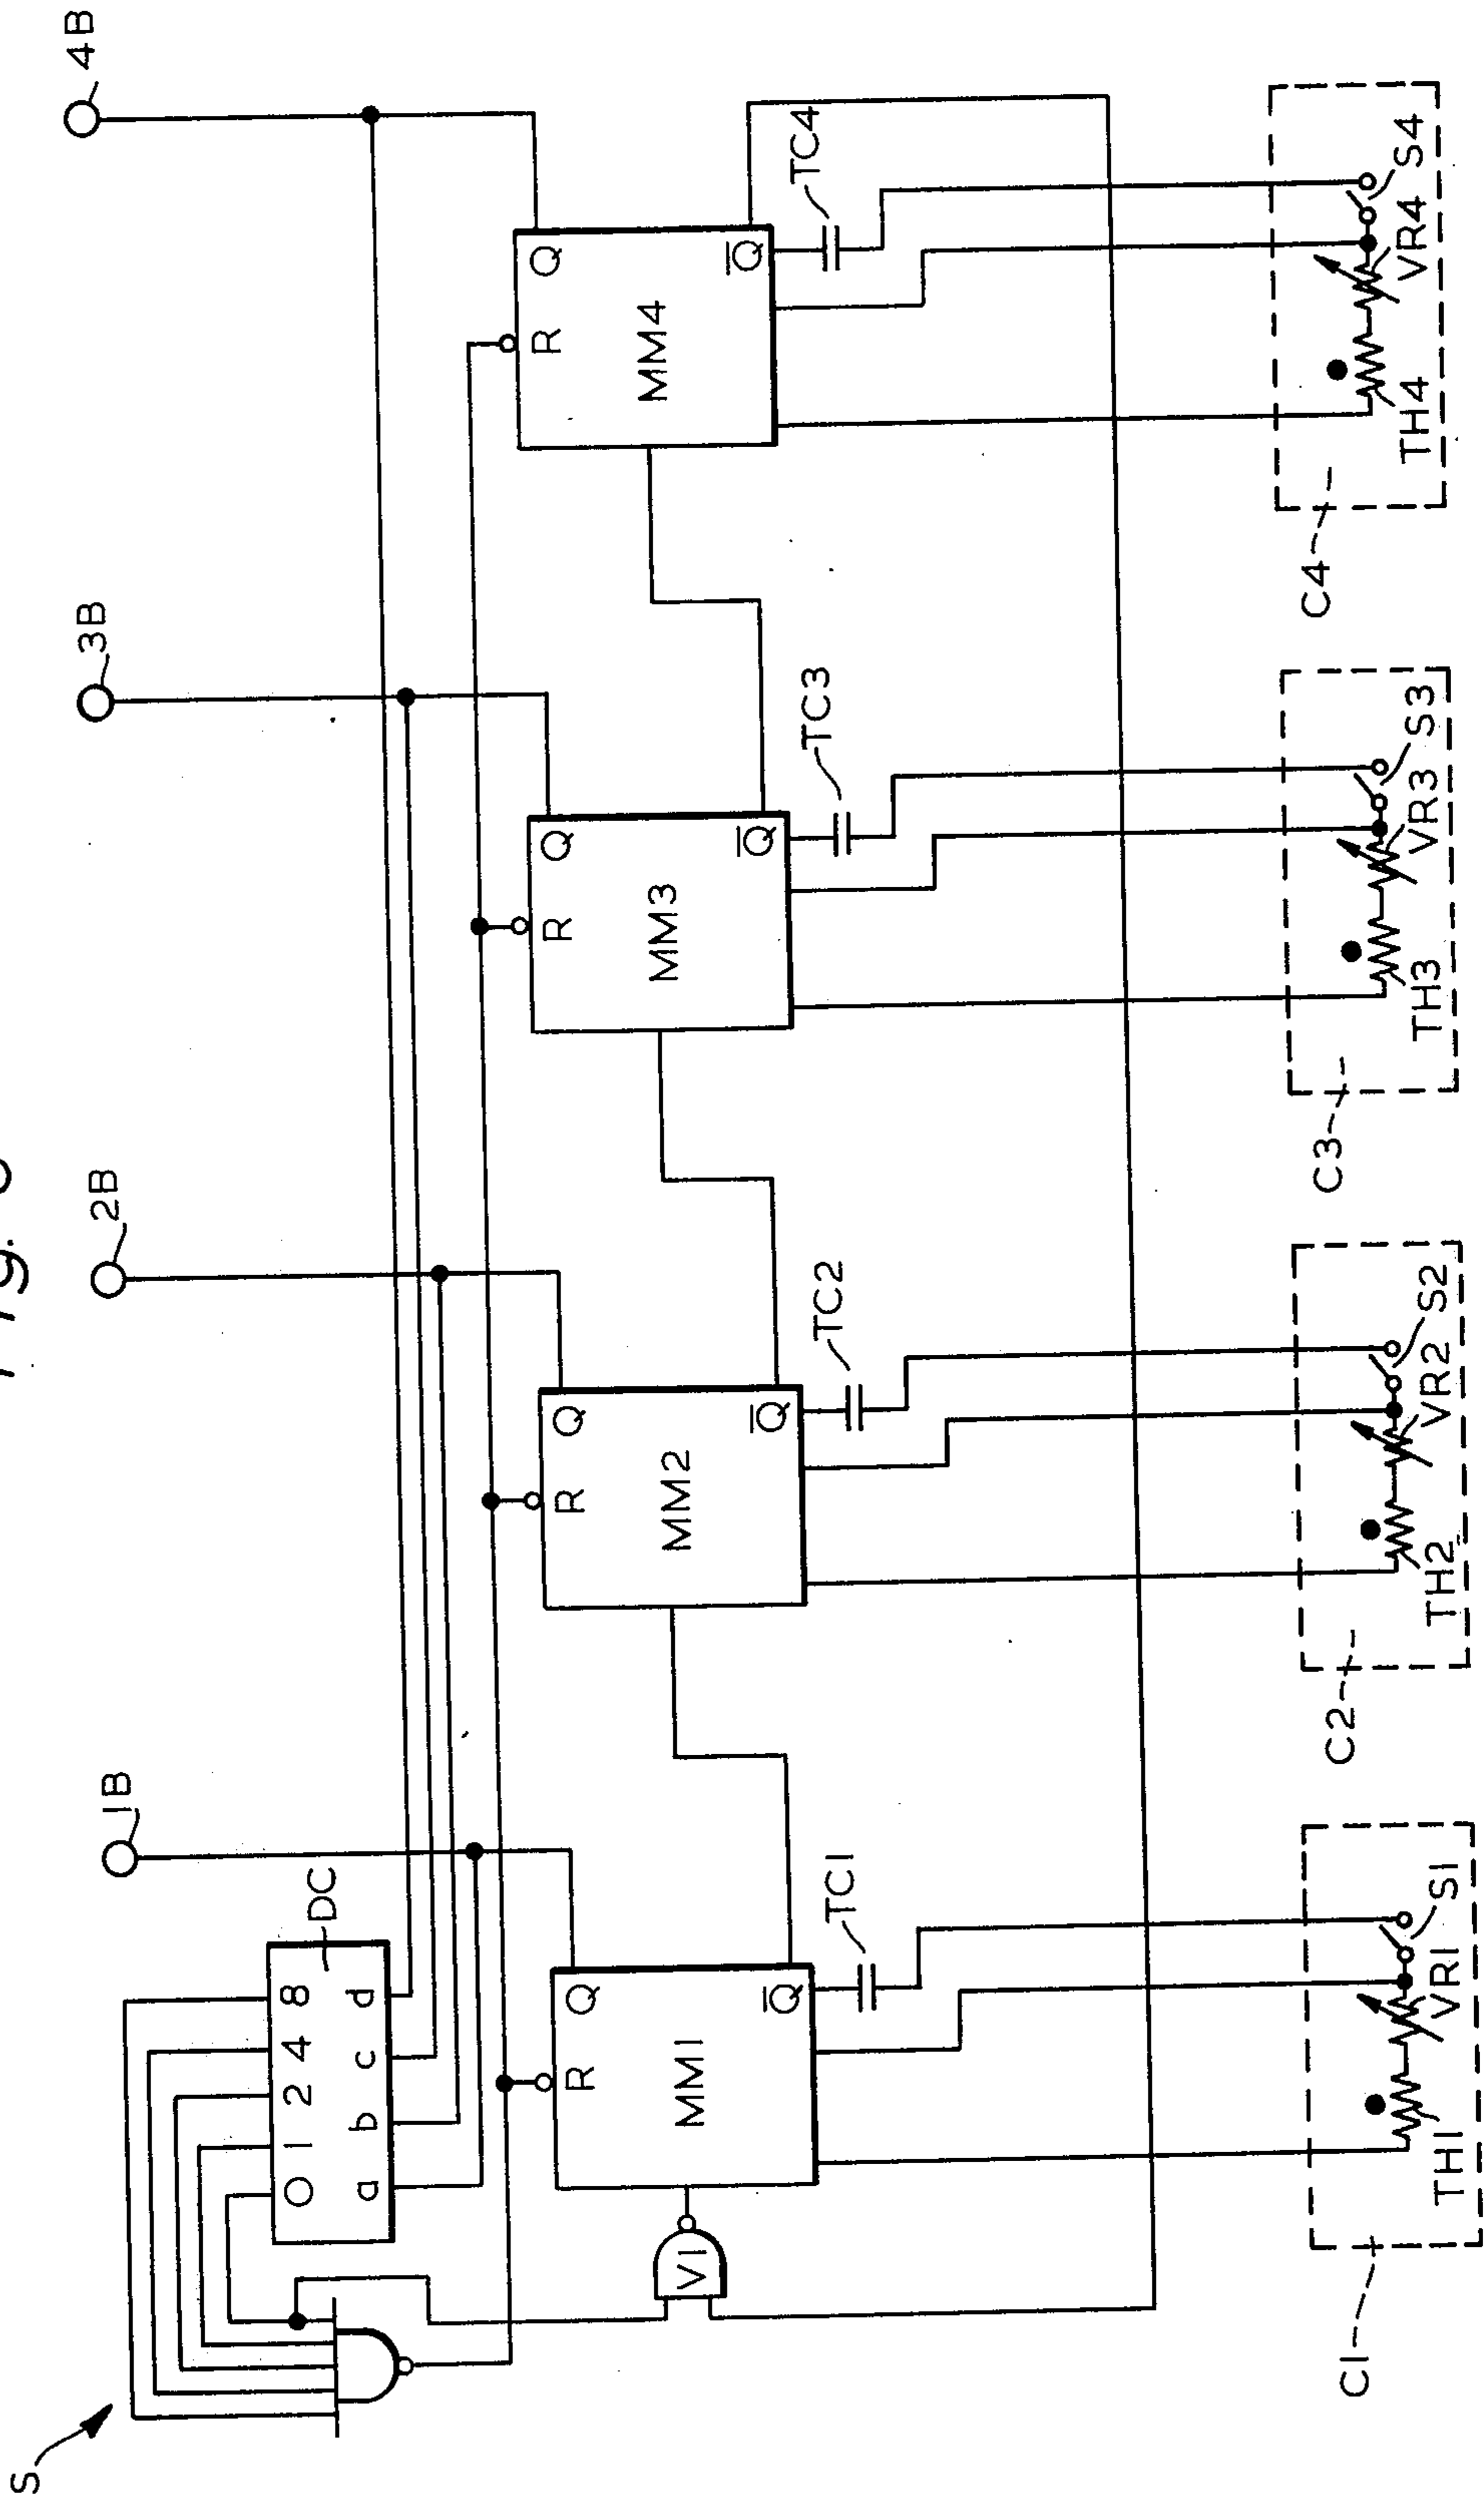 Fig.
S
1B
2B
3B
4B
DC
0 1 2 4 8
a b c d
R Q
MM1
Q̅
R Q
MM2
Q̅
R Q
MM3
Q̅
R Q
MM4
Q̅
V1
TC1
TC2
TC3
TC4
C1
TH1 VR1 S1
C2
TH2 VR2 S2
C3
TH3 VR3 S3
C4
TH4 VR4 S4